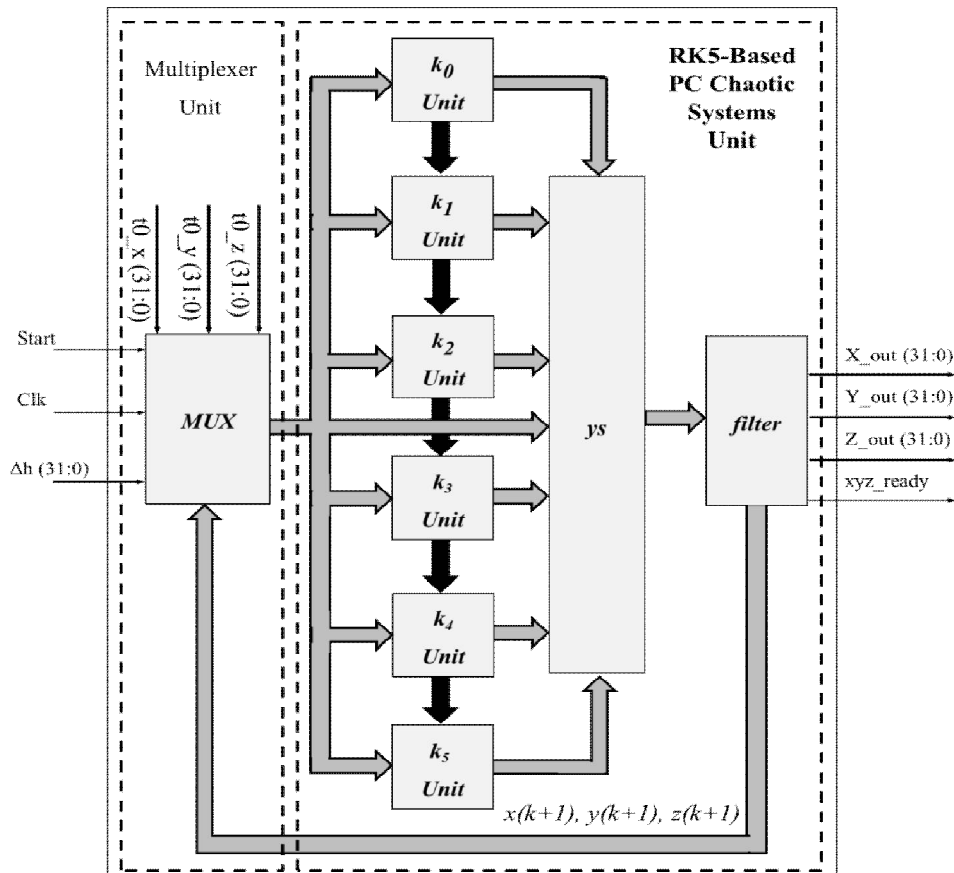 Multiplexer
Unit
RK5-Based
PC Chaotic
Systems
Unit
k0
Unit
k1
Unit
k2
Unit
k3
Unit
k4
Unit
k5
Unit
t0_x (31:0)
t0_y (31:0)
t0_z (31:0)
Start
Clk
Δh (31:0)
MUX
ys
filter
X_out (31:0)
Y_out (31:0)
Z_out (31:0)
xyz_ready
x(k+1), y(k+1), z(k+1)